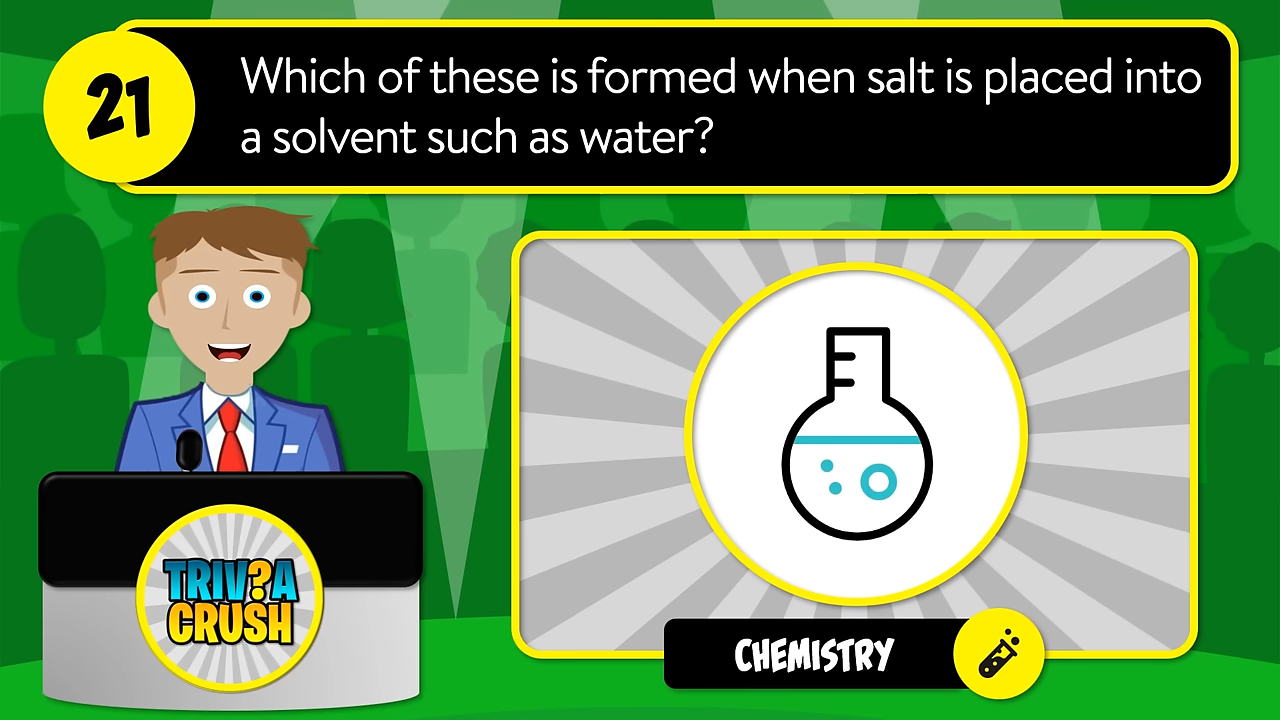 21
Which of these is formed when salt is placed into
a solvent such as water?
TRIV?A
CRUSH
CHEMISTRY